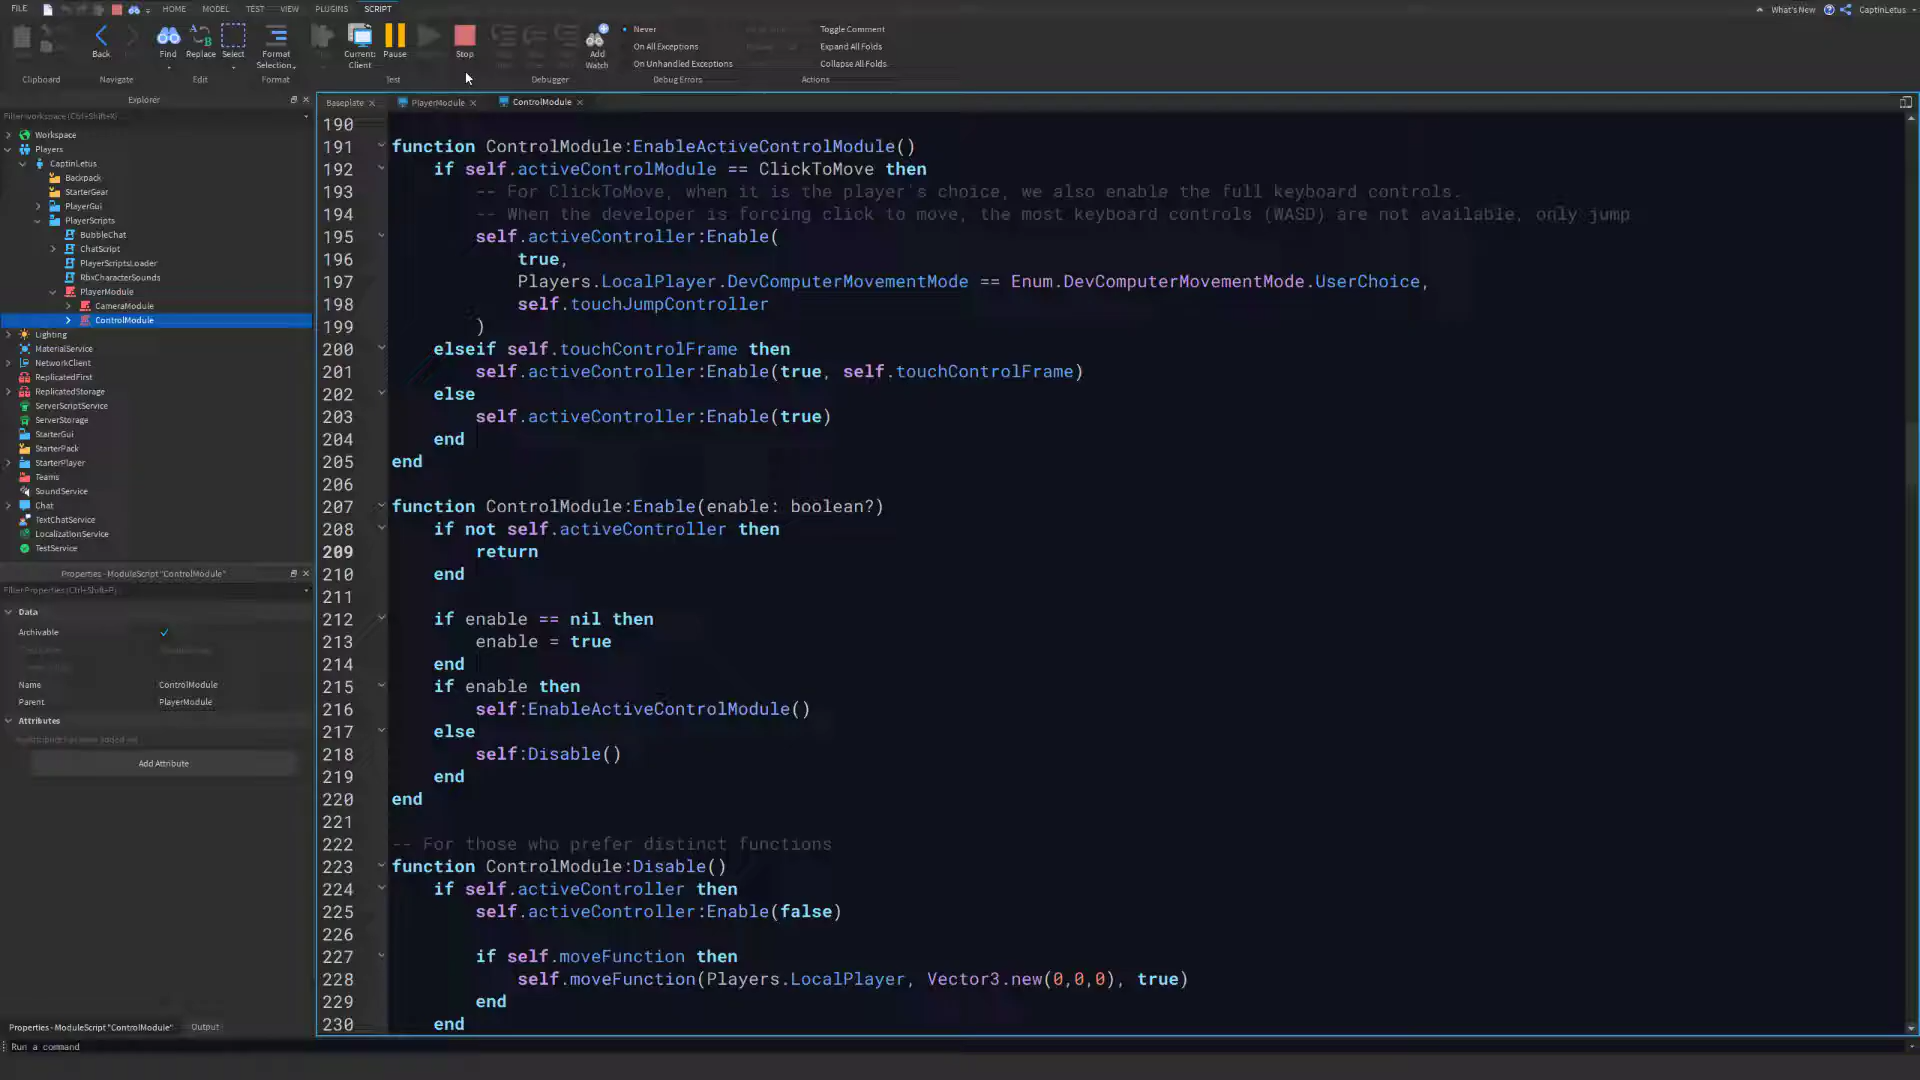 FILE HOME MODEL TEST VIEW PLUGINS SCRIPT What's New CaptinLetus
Back Find Replace Select Format Selection Current: Client Pause Stop Add Watch
Never
On All Exceptions
On Unhandled Exceptions
Toggle Comment
Expand All Folds
Collapse All Folds
Clipboard Navigate Edit Format Test Debugger Debug Errors Actions
Explorer
Filter workspace (Ctrl+Shift+X)
Workspace
Players
CaptinLetus
Backpack
StarterGear
PlayerGui
PlayerScripts
BubbleChat
ChatScript
PlayerScriptsLoader
RbxCharacterSounds
PlayerModule
CameraModule
ControlModule
Lighting
MaterialService
NetworkClient
ReplicatedFirst
ReplicatedStorage
ServerScriptService
ServerStorage
StarterGui
StarterPack
StarterPlayer
Teams
SoundService
Chat
TextChatService
LocalizationService
TestService
Properties - ModuleScript "ControlModule"
Filter Properties (Ctrl+Shift+P)
Data
Archivable
Name ControlModule
Parent PlayerModule
Attributes
Add Attribute
Properties - ModuleScript "ControlModule" Output
Run a command
Baseplate × PlayerModule × ControlModule ×
190
191 function ControlModule:EnableActiveControlModule()
192 if self.activeControlModule == ClickToMove then
193 -- For ClickToMove, when it is the player's choice, we also enable the full keyboard controls.
194 -- When the developer is forcing click to move, the most keyboard controls (WASD) are not available, only jump
195 self.activeController:Enable(
196 true,
197 Players.LocalPlayer.DevComputerMovementMode == Enum.DevComputerMovementMode.UserChoice,
198 self.touchJumpController
199 )
200 elseif self.touchControlFrame then
201 self.activeController:Enable(true, self.touchControlFrame)
202 else
203 self.activeController:Enable(true)
204 end
205 end
206
207 function ControlModule:Enable(enable: boolean?)
208 if not self.activeController then
209 return
210 end
211
212 if enable == nil then
213 enable = true
214 end
215 if enable then
216 self:EnableActiveControlModule()
217 else
218 self:Disable()
219 end
220 end
221
222 -- For those who prefer distinct functions
223 function ControlModule:Disable()
224 if self.activeController then
225 self.activeController:Enable(false)
226
227 if self.moveFunction then
228 self.moveFunction(Players.LocalPlayer, Vector3.new(0,0,0), true)
229 end
230 end